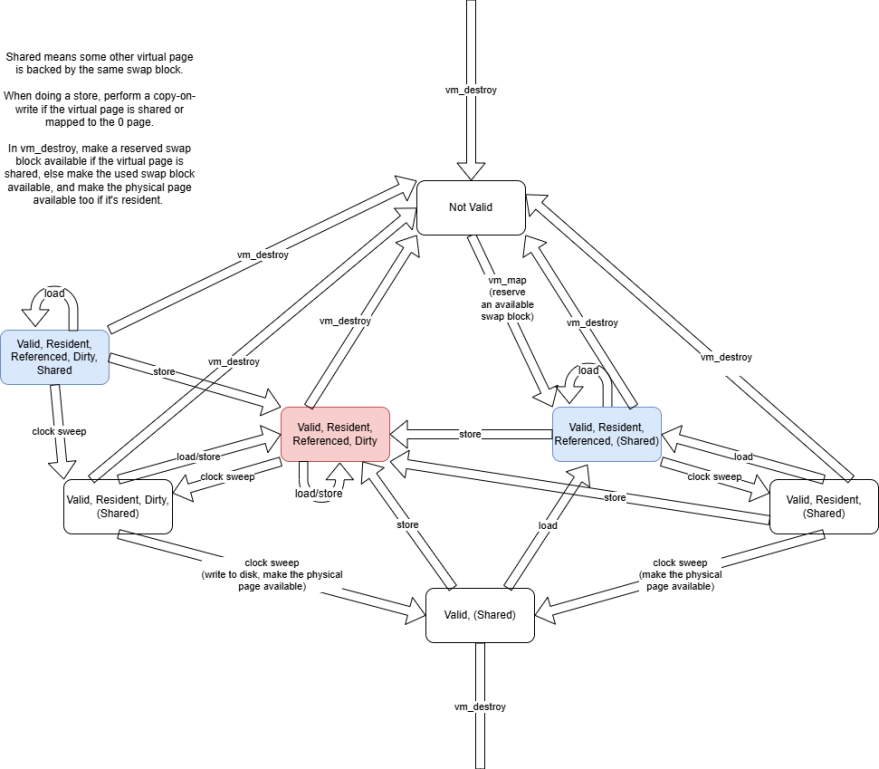 Shared means some other virtual page
is backed by the same swap block.
When doing a store, perform a copy-on-
write if the virtual page is shared or
mapped to the 0 page.
In vm_destroy, make a reserved swap
block available if the virtual page is
shared, else make the used swap block
available, and make the physical page
available too if it's resident.
vm_destroy
Not Valid
vm_destroy
vm_map
(reserve
an available
swap block)
load
vm_destroy
vm_destroy
Valid, Resident,
Referenced, Dirty,
Shared
vm_destroy
vm_destroy
store
load
Valid, Resident,
Referenced, Dirty
store
Valid, Resident,
Referenced, (Shared)
clock sweep
load/store
load
clock sweep
clock sweep
load/store
store
Valid, Resident, Dirty,
(Shared)
Valid, Resident,
(Shared)
store
load
clock sweep
(write to disk, make the physical
page available)
clock sweep
(make the physical
page available)
Valid, (Shared)
vm_destroy